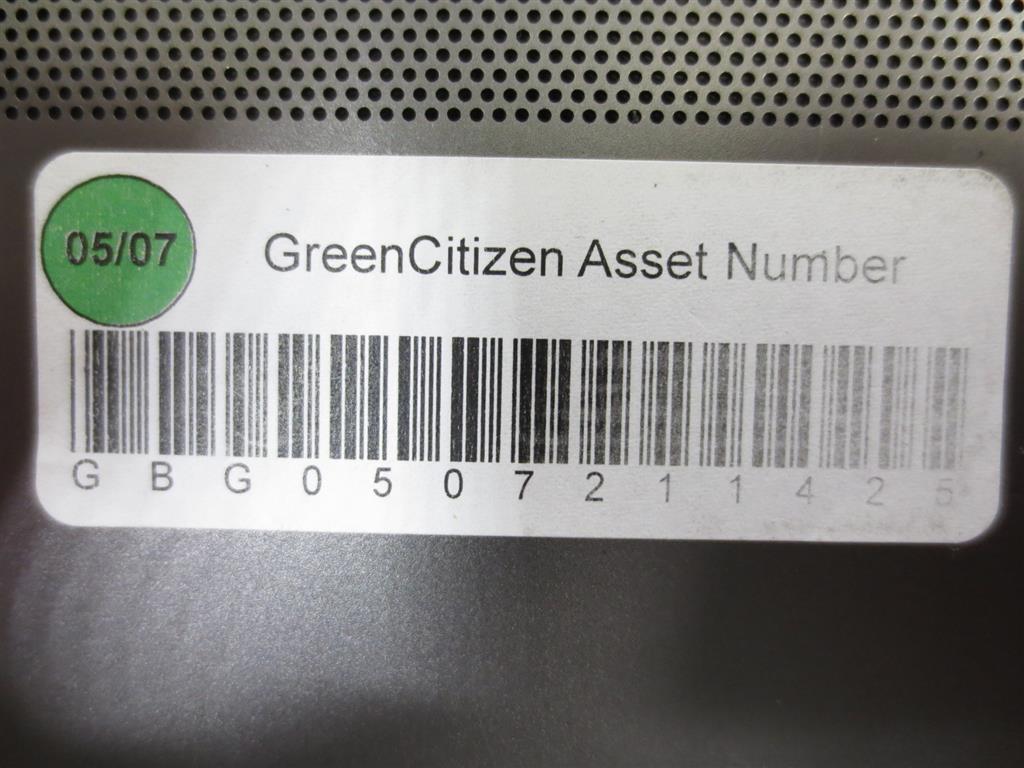 05/07
GreenCitizen Asset Number
G B G 0 5 0 7 2 1 1 4 2 5